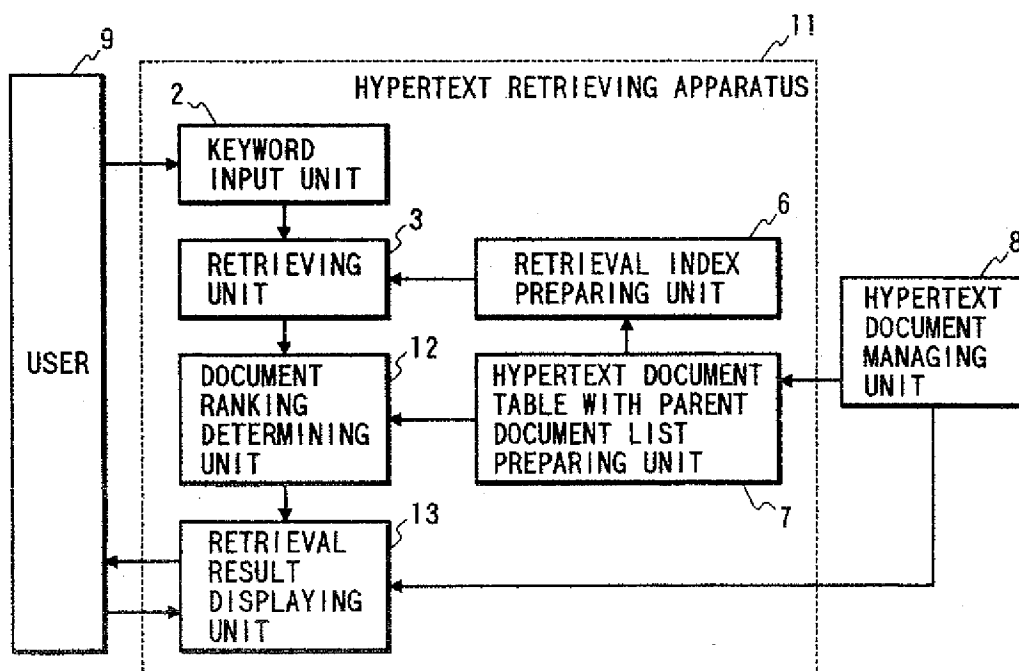 9
11
HYPERTEXT RETRIEVING APPARATUS
2
KEYWORD
INPUT UNIT
3
RETRIEVING
UNIT
6
RETRIEVAL INDEX
PREPARING UNIT
8
HYPERTEXT
DOCUMENT
MANAGING
UNIT
USER
12
DOCUMENT
RANKING
DETERMINING
UNIT
HYPERTEXT DOCUMENT
TABLE WITH PARENT
DOCUMENT LIST
PREPARING UNIT
7
13
RETRIEVAL
RESULT
DISPLAYING
UNIT